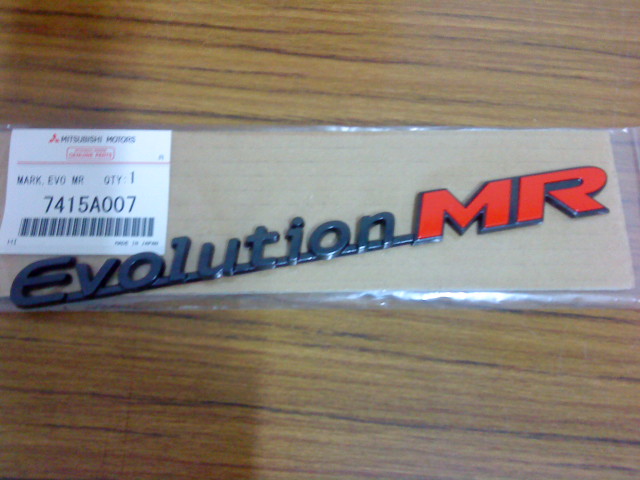 MITSUBISHI MOTORS
GENUINE PARTS
MARK, EVO MR QTY:1
7415A007
MADE IN JAPAN
Evolution MR